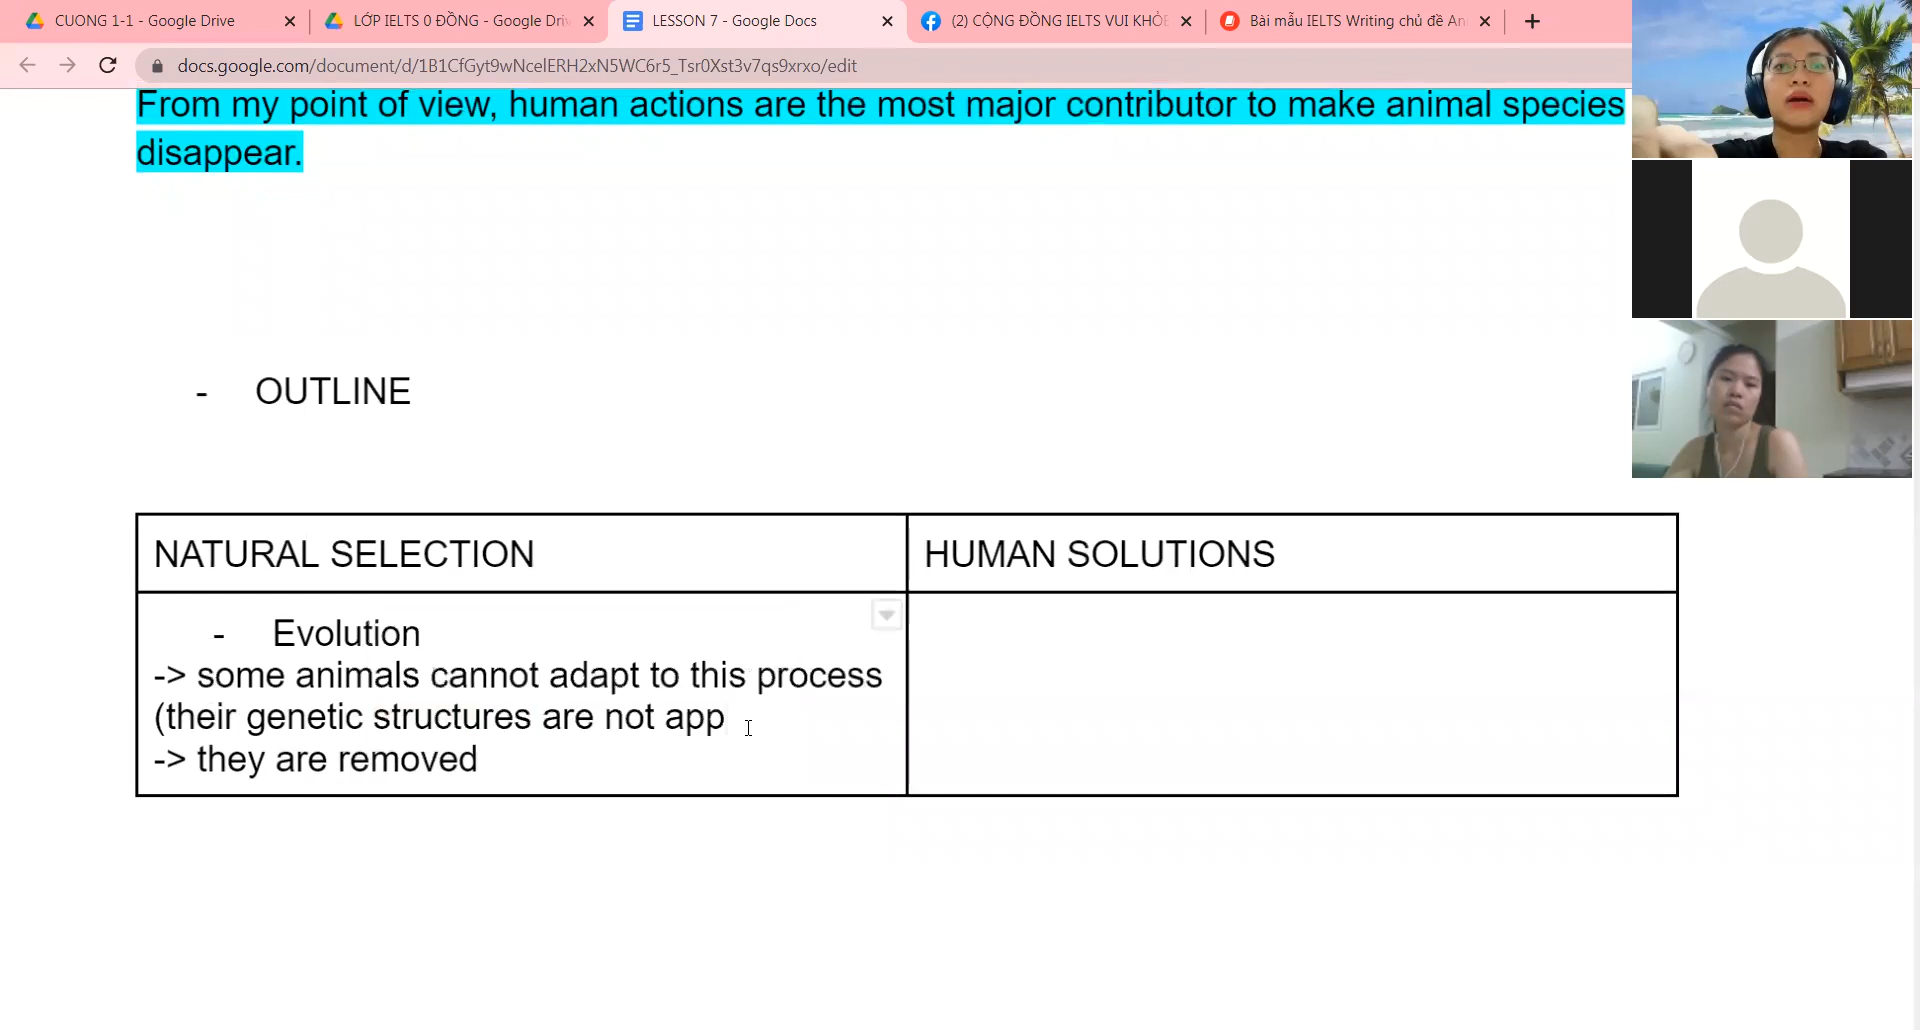 CUONG 1-1 - Google Drive
LỚP IELTS 0 ĐỒNG - Google Driv
LESSON 7 - Google Docs
(2) CỘNG ĐỒNG IELTS VUI KHỎE
Bài mẫu IELTS Writing chủ đề An
docs.google.com/document/d/1B1CfGyt9wNcelERH2xN5WC6r5_Tsr0Xst3v7qs9xrxo/edit
From my point of view, human actions are the most major contributor to make animal species
disappear.
- OUTLINE
NATURAL SELECTION
HUMAN SOLUTIONS
- Evolution
-> some animals cannot adapt to this process
(their genetic structures are not app
-> they are removed